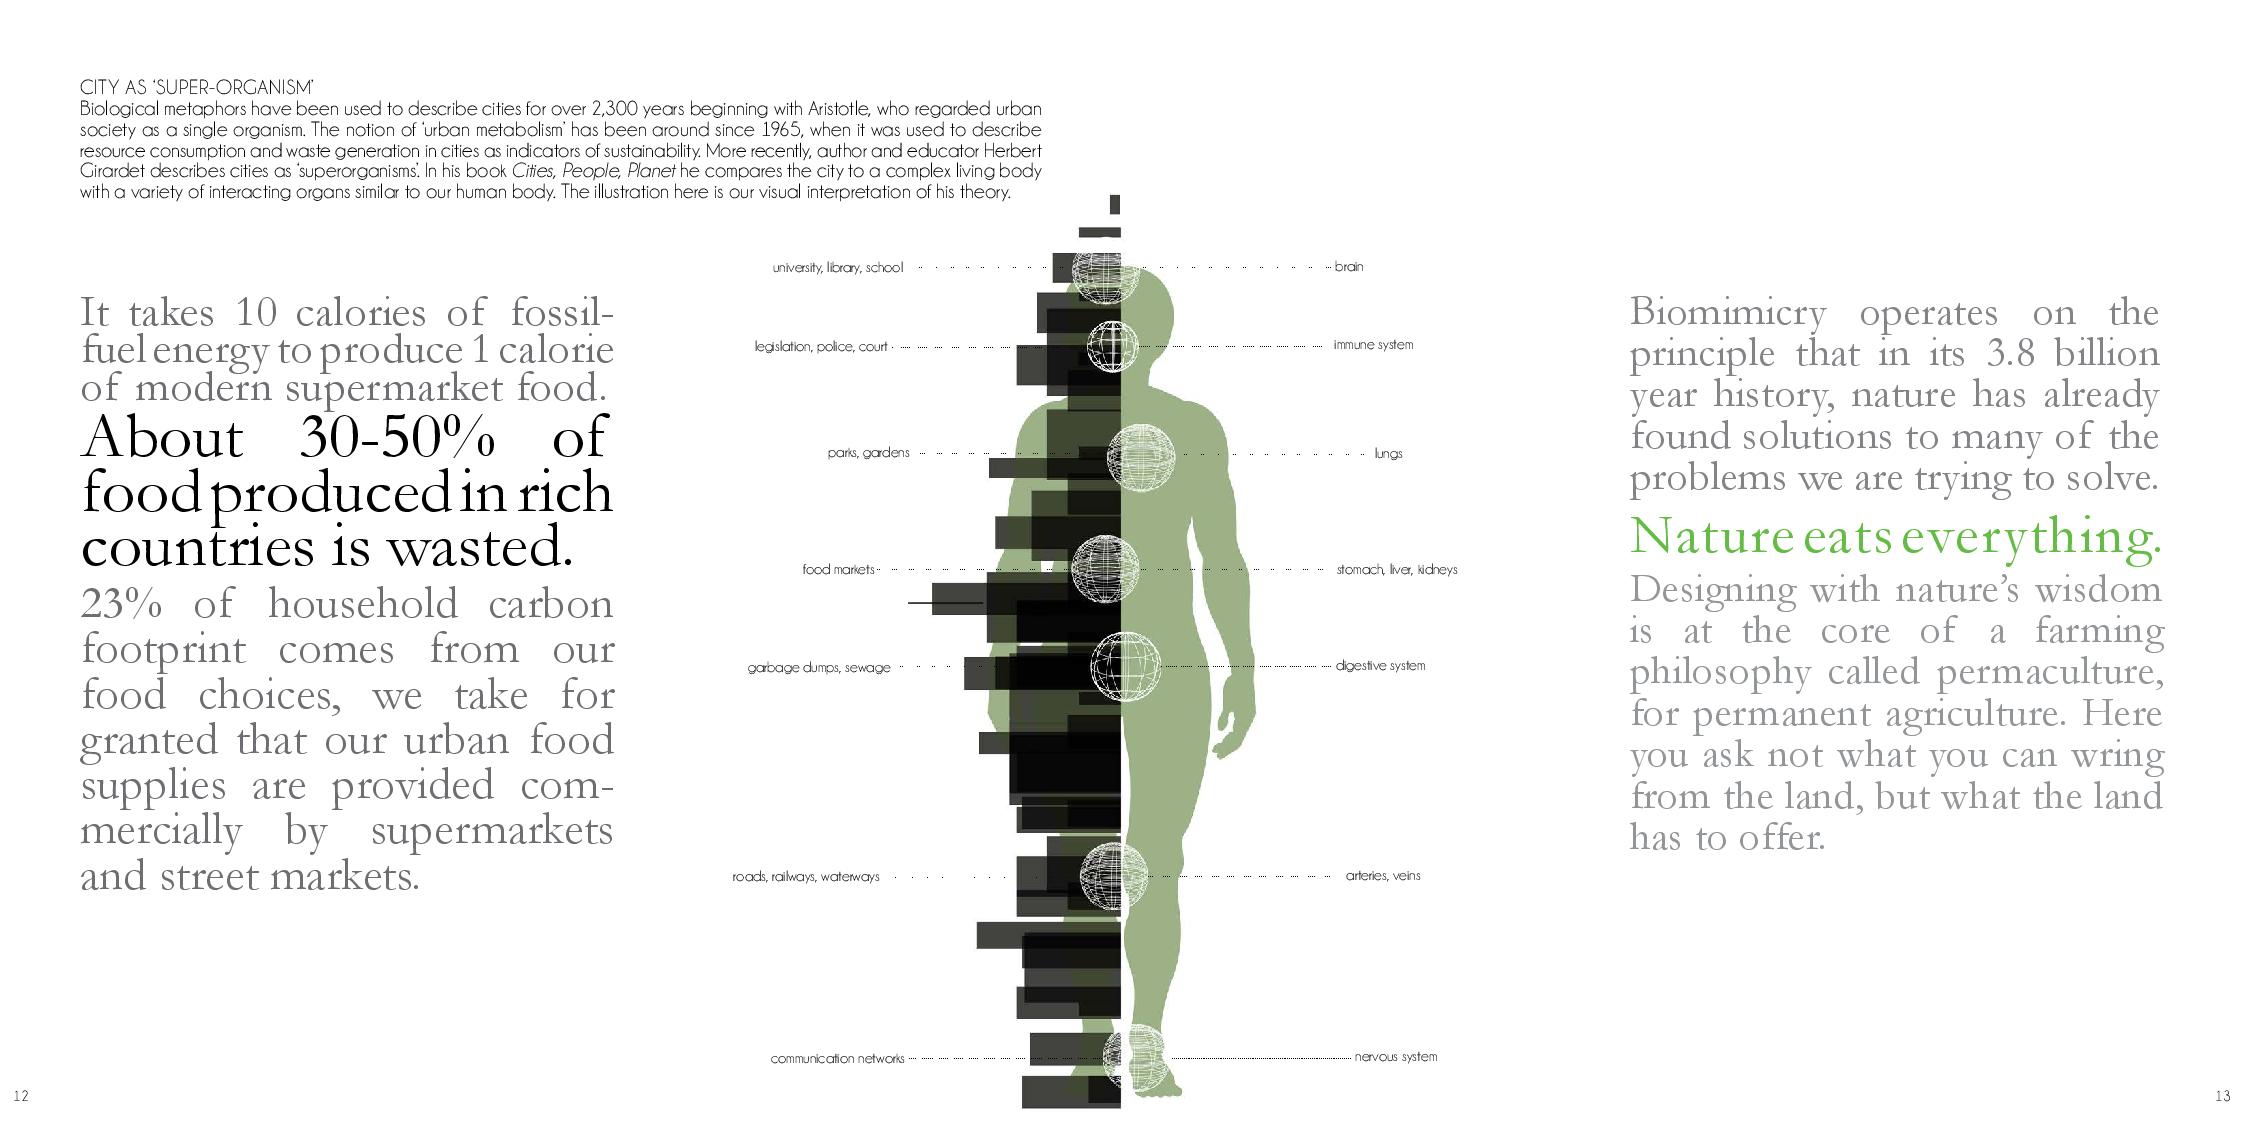 CITY AS 'SUPER-ORGANISM'
Biological metaphors have been used to describe cities for over 2,300 years beginning with Aristotle, who regarded urban
society as a single organism. The notion of 'urban metabolism' has been around since 1965, when it was used to describe
resource consumption and waste generation in cities as indicators of sustainability. More recently, author and educator Herbert
Girardet describes cities as 'superorganisms'. In his book Cities, People, Planet he compares the city to a complex living body
with a variety of interacting organs similar to our human body. The illustration here is our visual interpretation of his theory.
It takes 10 calories of fossil-
fuel energy to produce 1 calorie
of modern supermarket food.
About 30-50% of
food produced in rich
countries is wasted.
23% of household carbon
footprint comes from our
food choices, we take for
granted that our urban food
supplies are provided com-
mercially by supermarkets
and street markets.
university, library, school
brain
legislation, police, court
immune system
parks, gardens
lungs
food markets
stomach, liver, kidneys
garbage dumps, sewage
digestive system
roads, railways, waterways
arteries, veins
communication networks
nervous system
Biomimicry operates on the
principle that in its 3.8 billion
year history, nature has already
found solutions to many of the
problems we are trying to solve.
Nature eats everything.
Designing with nature's wisdom
is at the core of a farming
philosophy called permaculture,
for permanent agriculture. Here
you ask not what you can wring
from the land, but what the land
has to offer.
12
13